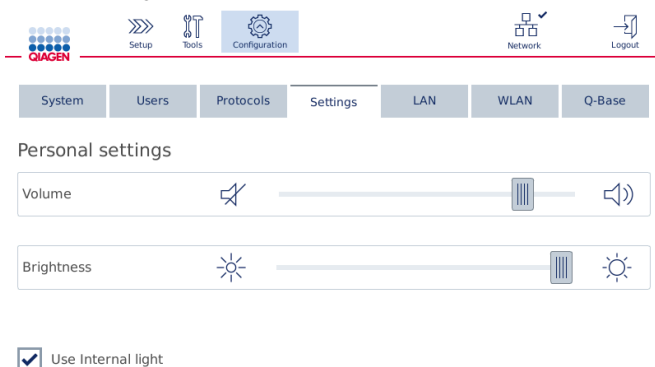 Setup
Tools
Configuration
Network
Logout
QIAGEN
System
Users
Protocols
Settings
LAN
WLAN
Q-Base
Personal settings
Volume
Brightness
Use Internal light